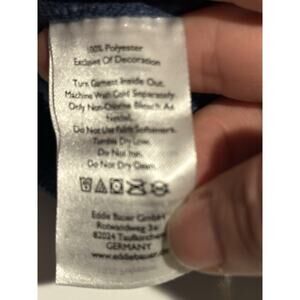 100% Polyester
Exclusive Of Decoration
Turn Garment Inside Out.
Machine Wash Cold Separately.
Only Non-Chlorine Bleach As
Needed.
Do Not Use Fabric Softeners.
Tumble Dry Low.
Do Not Iron.
Do Not Dry Clean.
Eddie Bauer GmbH
Rotwandweg 3a
82024 Taufkirchen
GERMANY
www.eddiebauer